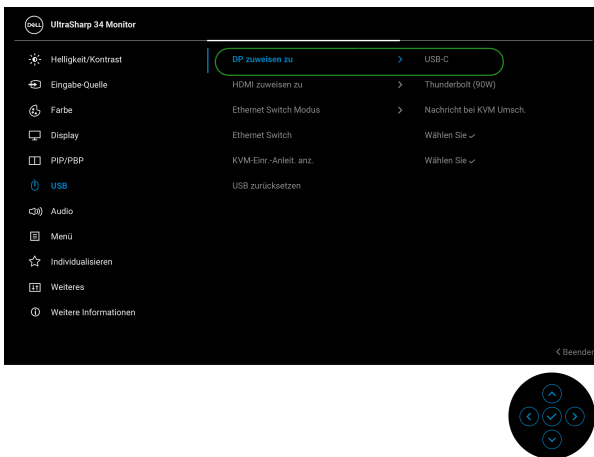 DELL UltraSharp 34 Monitor
Helligkeit/Kontrast DP zuweisen zu USB-C
Eingabe-Quelle HDMI zuweisen zu Thunderbolt (90W)
Farbe Ethernet Switch Modus Nachricht bei KVM Umsch.
Display Ethernet Switch Wählen Sie
PIP/PBP KVM-Einr.-Anleit. anz. Wählen Sie
USB USB zurücksetzen
Audio
Menü
Individualisieren
Weiteres
Weitere Informationen
Beenden